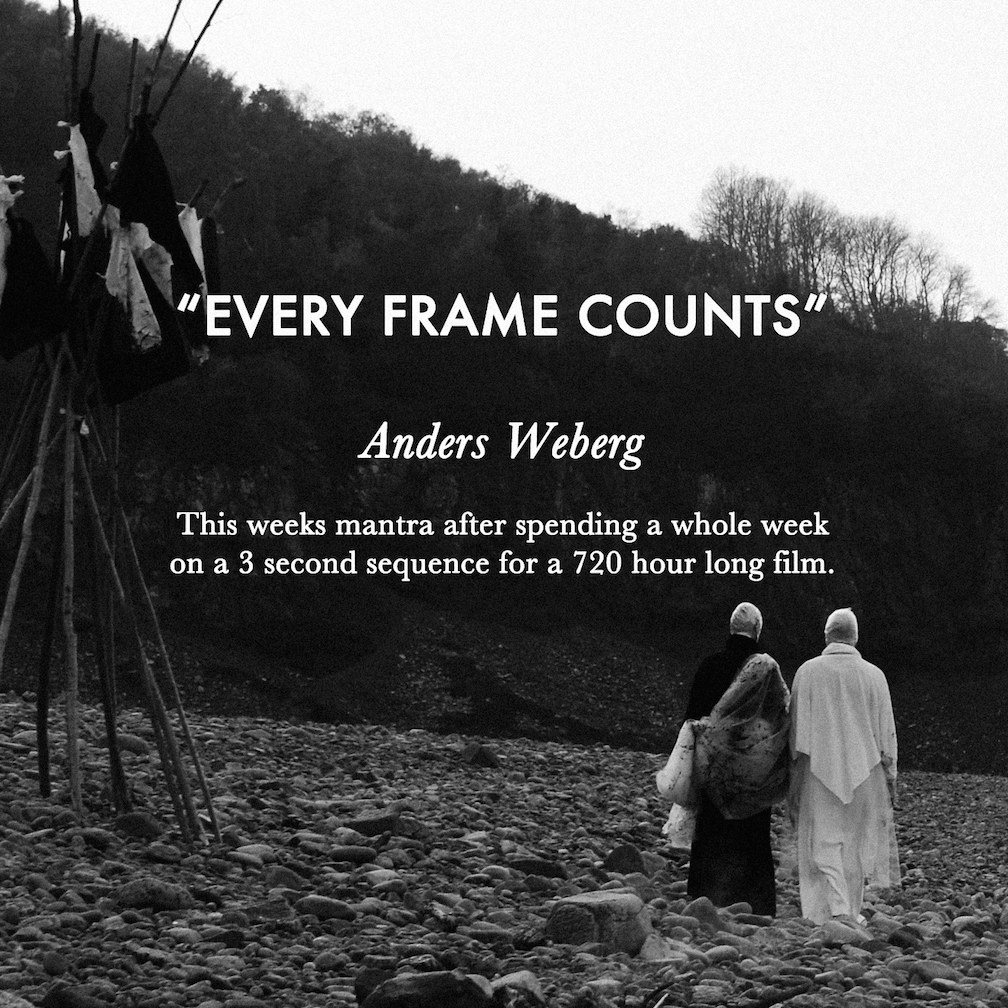 “EVERY FRAME COUNTS”
Anders Weberg
This weeks mantra after spending a whole week
on a 3 second sequence for a 720 hour long film.